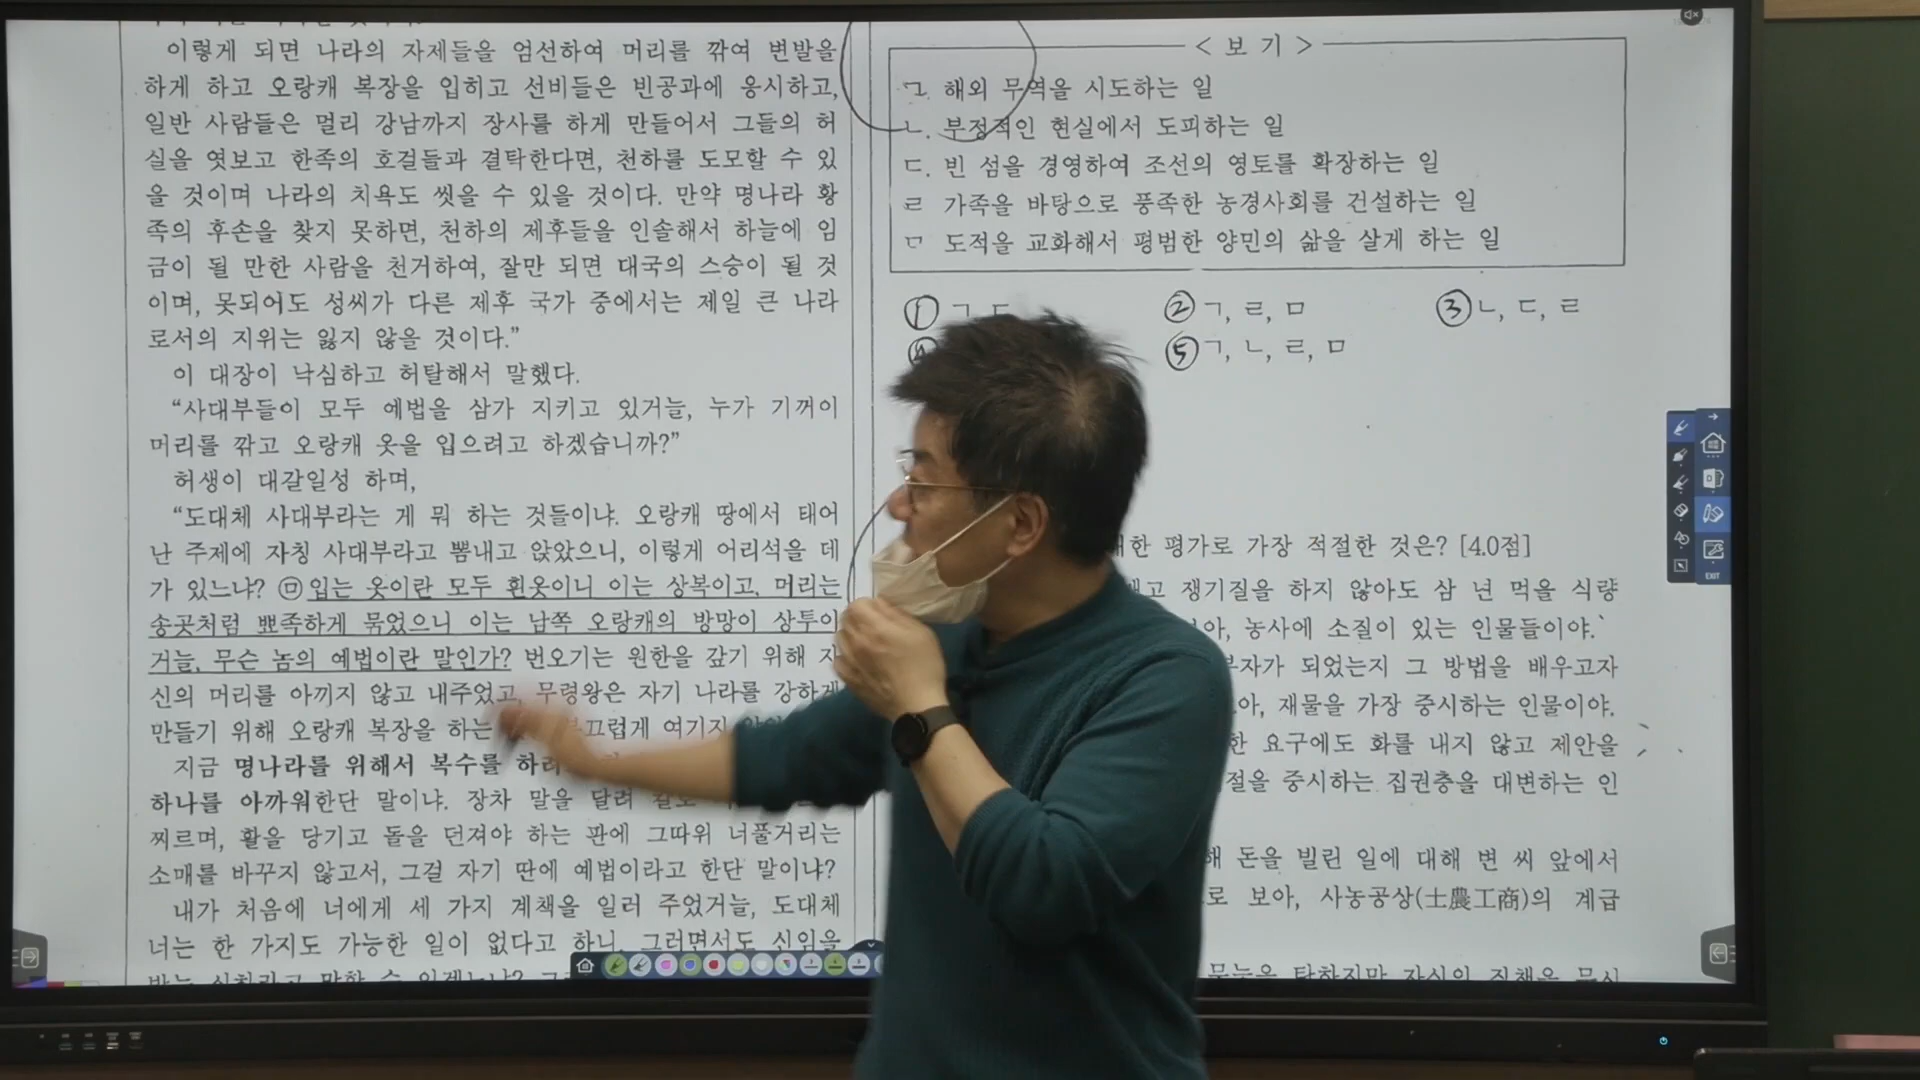 이렇게 되면 나라의 자제들을 엄선하여 머리를 깎여 변발을
하게 하고 오랑캐 복장을 입히고 선비들은 빈공과에 응시하고,
일반 사람들은 멀리 강남까지 장사를 하게 만들어서 그들의 허
실을 엿보고 한족의 호걸들과 결탁한다면, 천하를 도모할 수 있
을 것이며 나라의 치욕도 씻을 수 있을 것이다. 만약 명나라 황
족의 후손을 찾지 못하면, 천하의 제후들을 인솔해서 하늘에 임
금이 될 만한 사람을 천거하여, 잘만 되면 대국의 스승이 될 것
이며, 못되어도 성씨가 다른 제후 국가 중에서는 제일 큰 나라
로서의 지위는 잃지 않을 것이다.”
이 대장이 낙심하고 허탈해서 말했다.
“사대부들이 모두 예법을 삼가 지키고 있거늘, 누가 기꺼이
머리를 깎고 오랑캐 옷을 입으려고 하겠습니까?”
허생이 대갈일성 하며,
“도대체 사대부라는 게 뭐 하는 것들이냐. 오랑캐 땅에서 태어
난 주제에 자칭 사대부라고 뽐내고 앉았으니, 이렇게 어리석을 데
가 있느냐? ㉤입는 옷이란 모두 흰옷이니 이는 상복이고, 머리는
송곳처럼 뾰족하게 묶었으니 이는 남쪽 오랑캐의 방망이 상투이
거늘, 무슨 놈의 예법이란 말인가? 번오기는 원한을 갚기 위해 자
신의 머리를 아끼지 않고 내주었고, 무령왕은 자기 나라를 강하게
만들기 위해 오랑캐 복장을 하는 부끄럽게 여기지
지금 명나라를 위해서 복수를 하려
하나를 아까워한단 말이냐. 장차 말을 달려
찌르며, 활을 당기고 돌을 던져야 하는 판에 그따위 너풀거리는
소매를 바꾸지 않고서, 그걸 자기 딴에 예법이라고 한단 말이냐?
내가 처음에 너에게 세 가지 계책을 일러 주었거늘, 도대체
너는 한 가지도 가능한 일이 없다고 하니, 그러면서도 신임을
< 보 기 >
ㄱ. 해외 무역을 시도하는 일
ㄴ. 부정적인 현실에서 도피하는 일
ㄷ. 빈 섬을 경영하여 조선의 영토를 확장하는 일
ㄹ 가족을 바탕으로 풍족한 농경사회를 건설하는 일
ㅁ 도적을 교화해서 평범한 양민의 삶을 살게 하는 일
① ㄱ, ㄷ ② ㄱ, ㄹ, ㅁ ③ ㄴ, ㄷ, ㄹ
④ ⑤ ㄱ, ㄴ, ㄹ, ㅁ
대한 평가로 가장 적절한 것은? [4.0점]
쟁기질을 하지 않아도 삼 년 먹을 식량
농사에 소질이 있는 인물들이야.
부자가 되었는지 그 방법을 배우고자
재물을 가장 중시하는 인물이야.
요구에도 화를 내지 않고 제안을
중시하는 집권층을 대변하는 인
돈을 빌린 일에 대해 변 씨 앞에서
보아, 사농공상(士農工商)의 계급
EXIT